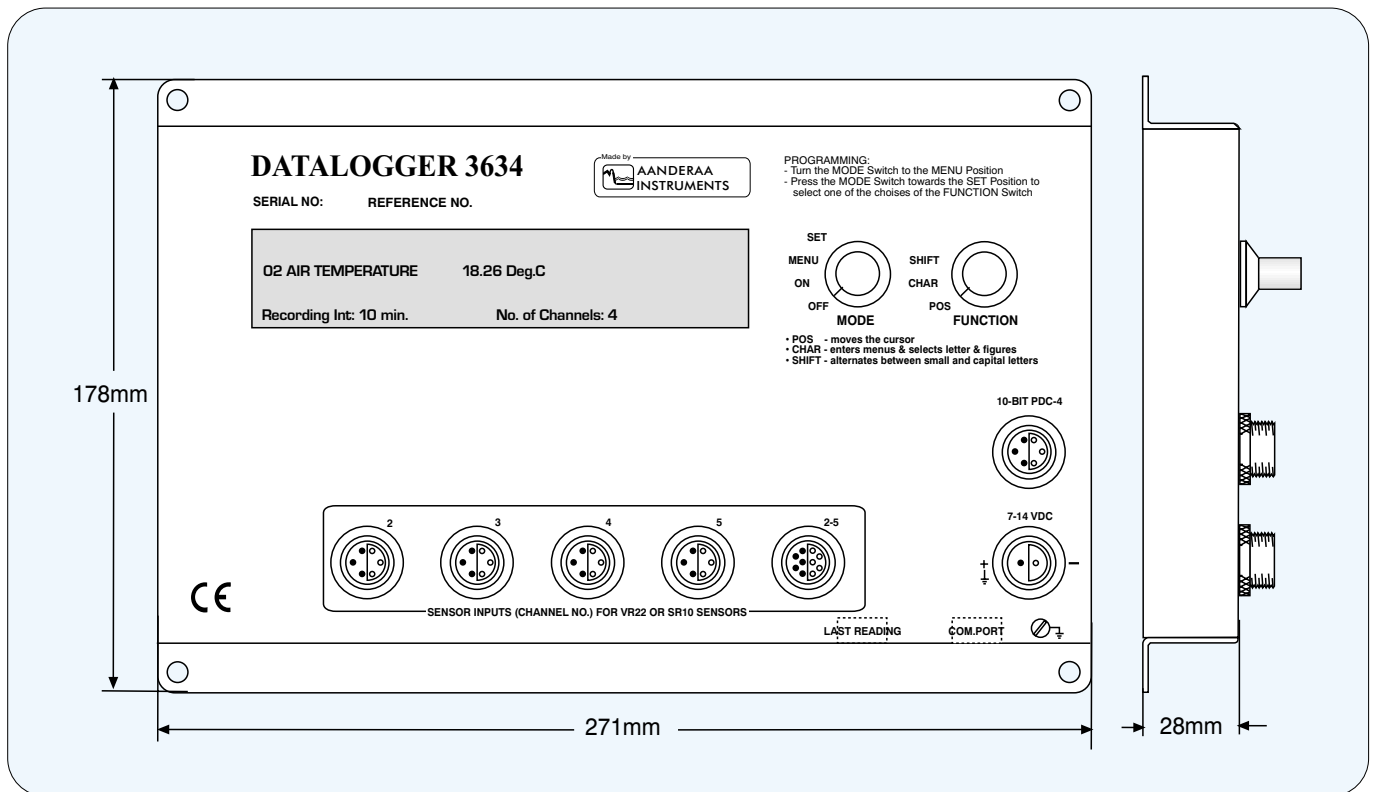 DATALOGGER 3634
SERIAL NO: REFERENCE NO.
Made by
AANDERAA
INSTRUMENTS
PROGRAMMING:
- Turn the MODE Switch to the MENU Position
- Press the MODE Switch towards the SET Position to
select one of the choises of the FUNCTION Switch
02 AIR TEMPERATURE 18.26 Deg.C
Recording Int: 10 min. No. of Channels: 4
SET
MENU
ON
OFF
MODE
SHIFT
CHAR
POS
FUNCTION
• POS - moves the cursor
• CHAR - enters menus & selects letter & figures
• SHIFT - alternates between small and capital letters
178mm
10-BIT PDC-4
7-14 VDC
+ −
2 3 4 5 2-5
SENSOR INPUTS (CHANNEL NO.) FOR VR22 OR SR10 SENSORS
CE
LAST READING COM.PORT
271mm 28mm